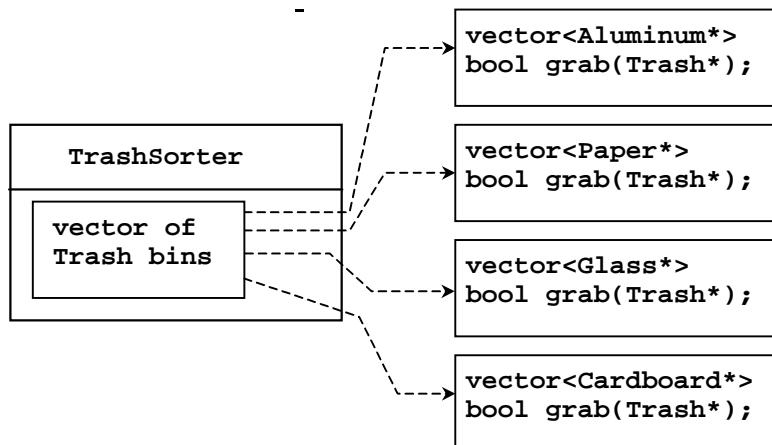 vector<Aluminum*>
bool grab(Trash*);
TrashSorter
vector<Paper*>
bool grab(Trash*);
vector of
Trash bins
vector<Glass*>
bool grab(Trash*);
vector<Cardboard*>
bool grab(Trash*);